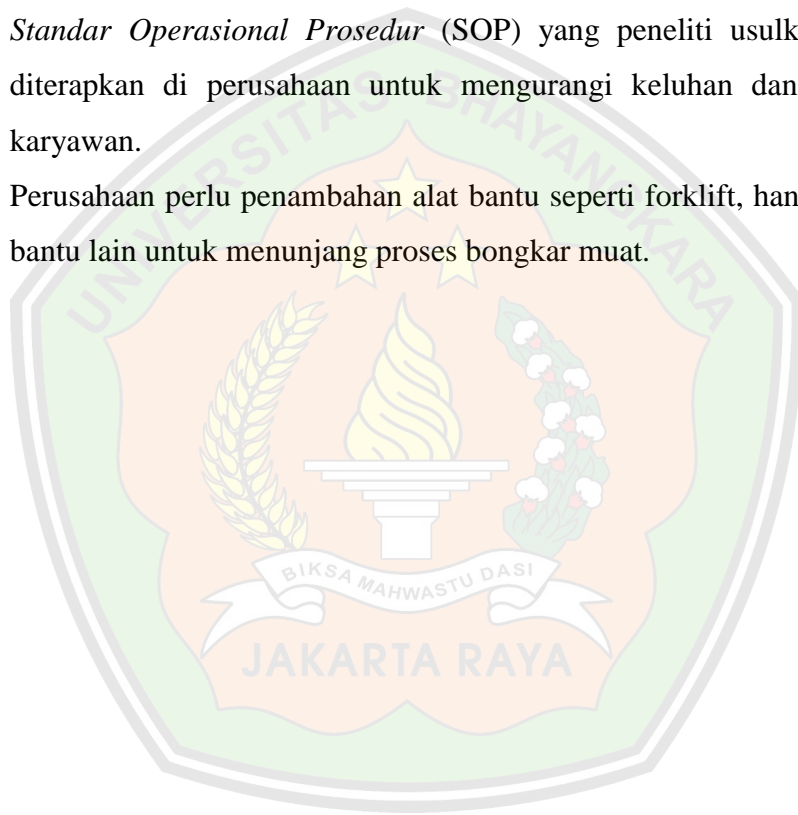 Standar Operasional Prosedur (SOP) yang peneliti usulk
diterapkan di perusahaan untuk mengurangi keluhan dan
karyawan.
Perusahaan perlu penambahan alat bantu seperti forklift, han
bantu lain untuk menunjang proses bongkar muat.
UNIVERSITAS BHAYANGKARA
BIKSA MAHWASTU DASI
JAKARTA RAYA